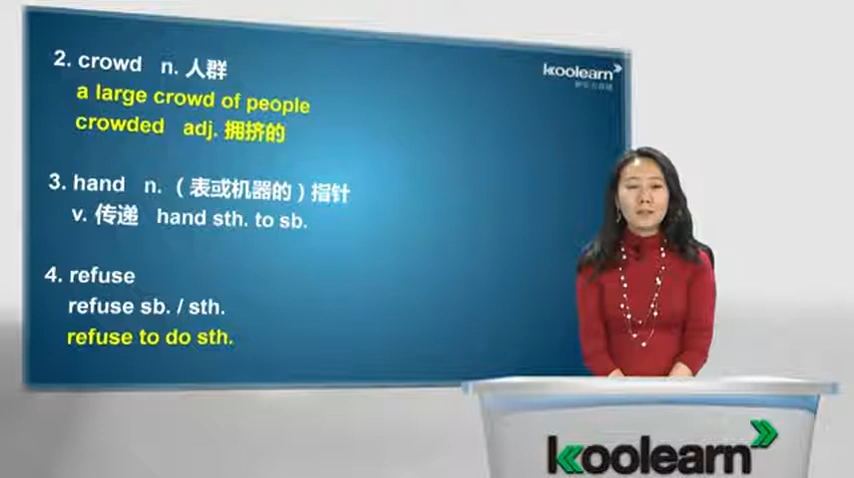 2. crowd n. 人群
a large crowd of people
crowded adj. 拥挤的
3. hand n. （表或机器的）指针
v. 传递 hand sth. to sb.
4. refuse
refuse sb. / sth.
refuse to do sth.
koolearn
koolearn